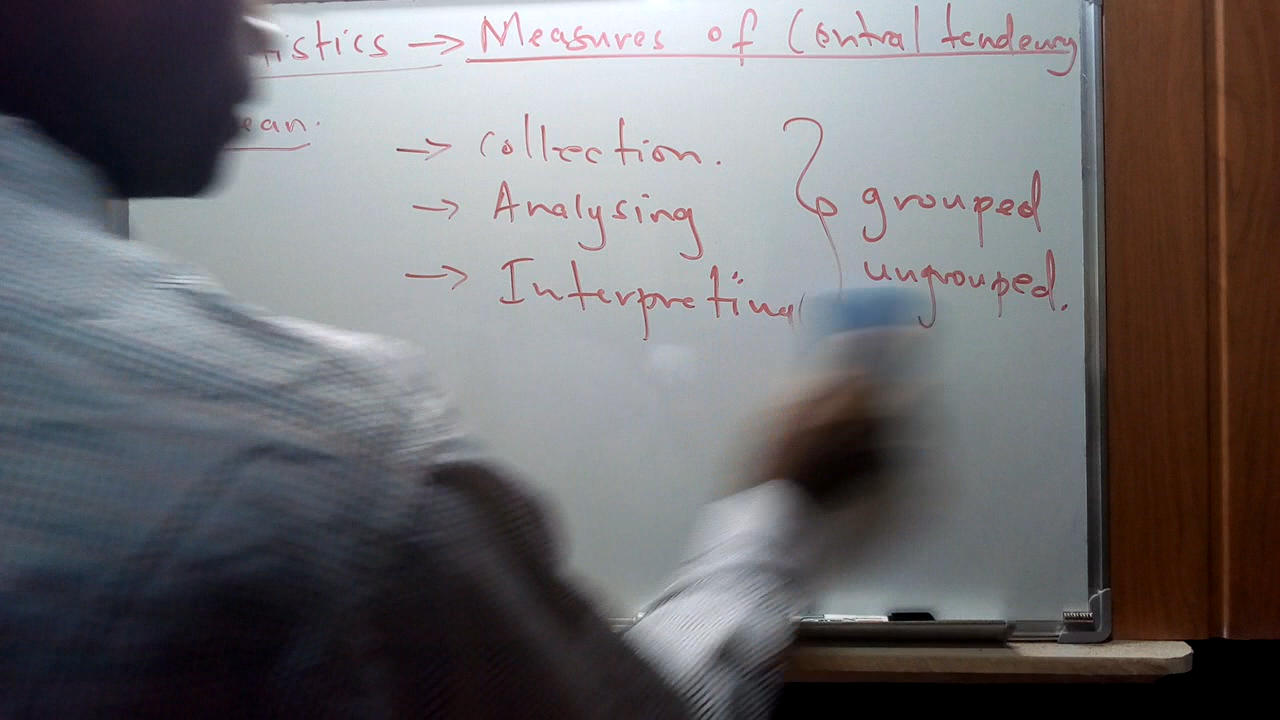 istics → Measures of Central tendency
ean.
→ collection.
→ Analysing
→ Interpreting
grouped
ungrouped.